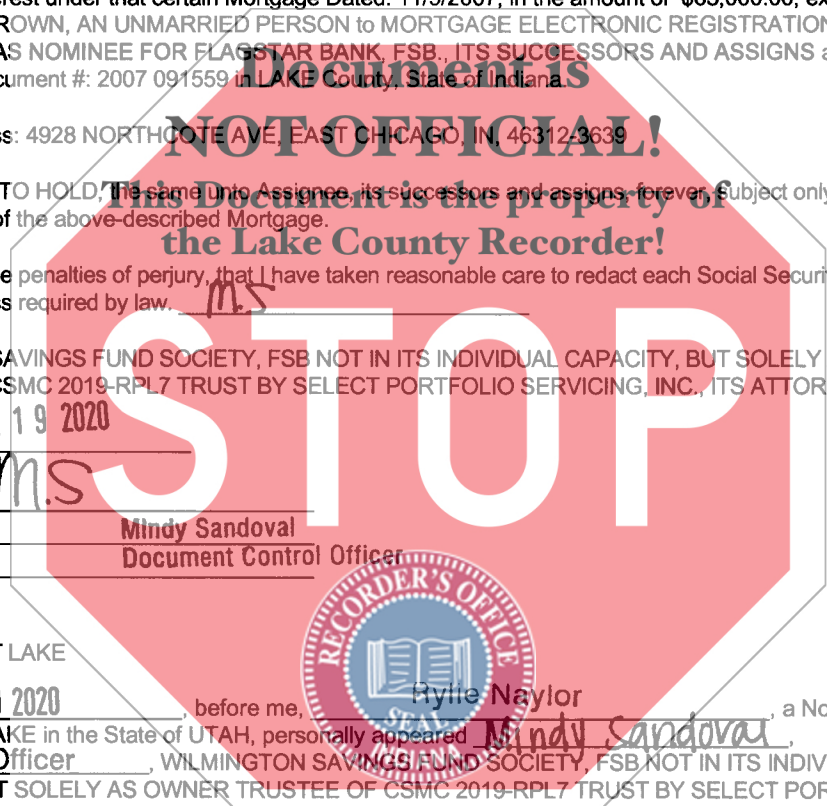 erest under that certain Mortgage Dated: 11/9/2007, in the amount of $65,000.00, ex
ROWN, AN UNMARRIED PERSON to MORTGAGE ELECTRONIC REGISTRATION
AS NOMINEE FOR FLAGSTAR BANK, FSB., ITS SUCCESSORS AND ASSIGNS a
cument #: 2007 091559 in LAKE County, State of Indiana.
Document is
NOT OFFICIAL!
s: 4928 NORTHCOTE AVE, EAST CHICAGO, IN, 46312-3639
TO HOLD, the same unto Assignee, its successors and assigns, forever, subject only
This Document is the property of
of the above-described Mortgage.
the Lake County Recorder!
e penalties of perjury, that I have taken reasonable care to redact each Social Securi
s required by law. M.S
STOP
SAVINGS FUND SOCIETY, FSB NOT IN ITS INDIVIDUAL CAPACITY, BUT SOLELY
CSMC 2019-RPL7 TRUST BY SELECT PORTFOLIO SERVICING, INC., ITS ATTOR
19 2020
M.S
Mindy Sandoval
Document Control Officer
RECORDER'S OFFICE
SEAL
INDIANA
LAKE
2020, before me, Rylie Naylor, a No
AKE in the State of UTAH, personally appeared Mindy Sandoval,
Officer, WILMINGTON SAVINGS FUND SOCIETY, FSB NOT IN ITS INDIV
T SOLELY AS OWNER TRUSTEE OF CSMC 2019-RPL7 TRUST BY SELECT POR